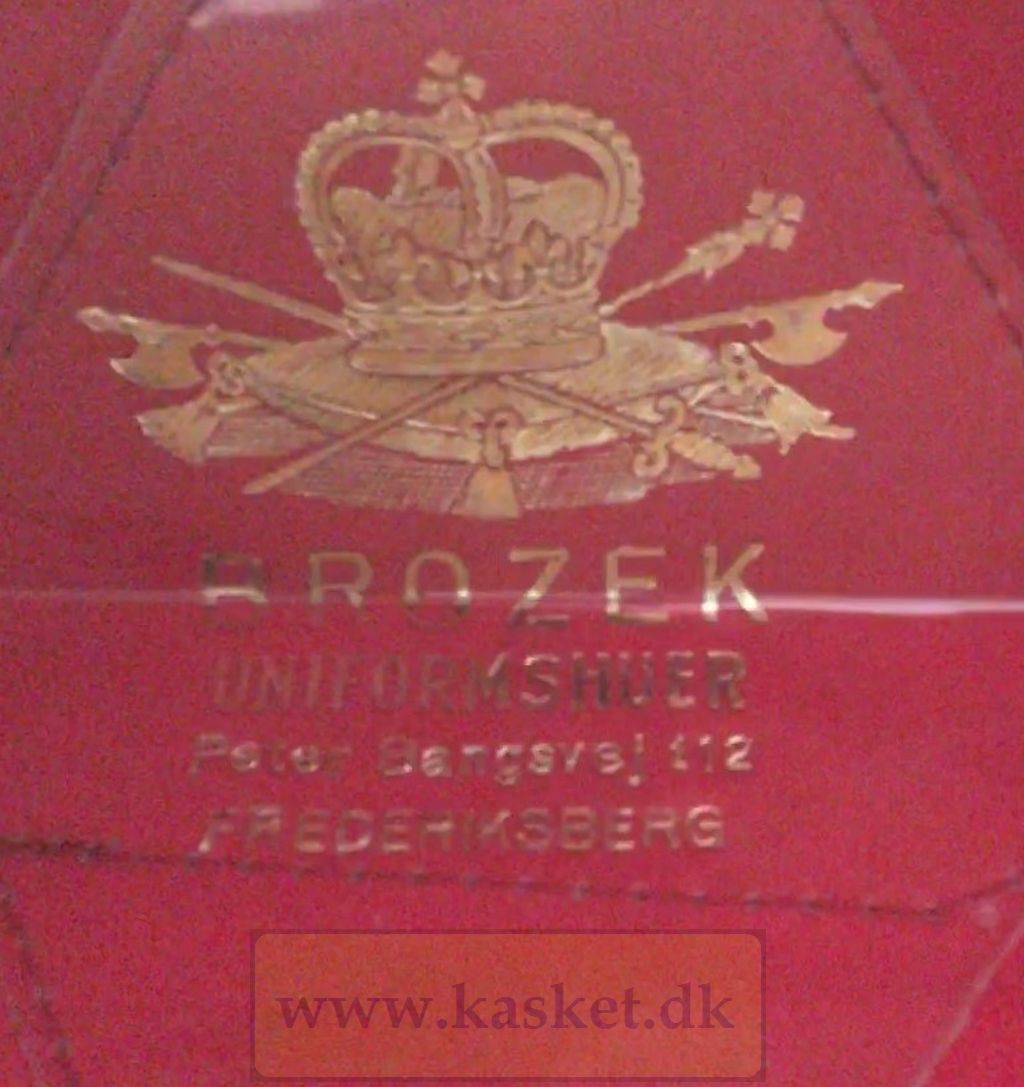 BROZEK
UNIFORMSHUER
Peter Bangsvej 112
FREDERIKSBERG
www.kasket.dk